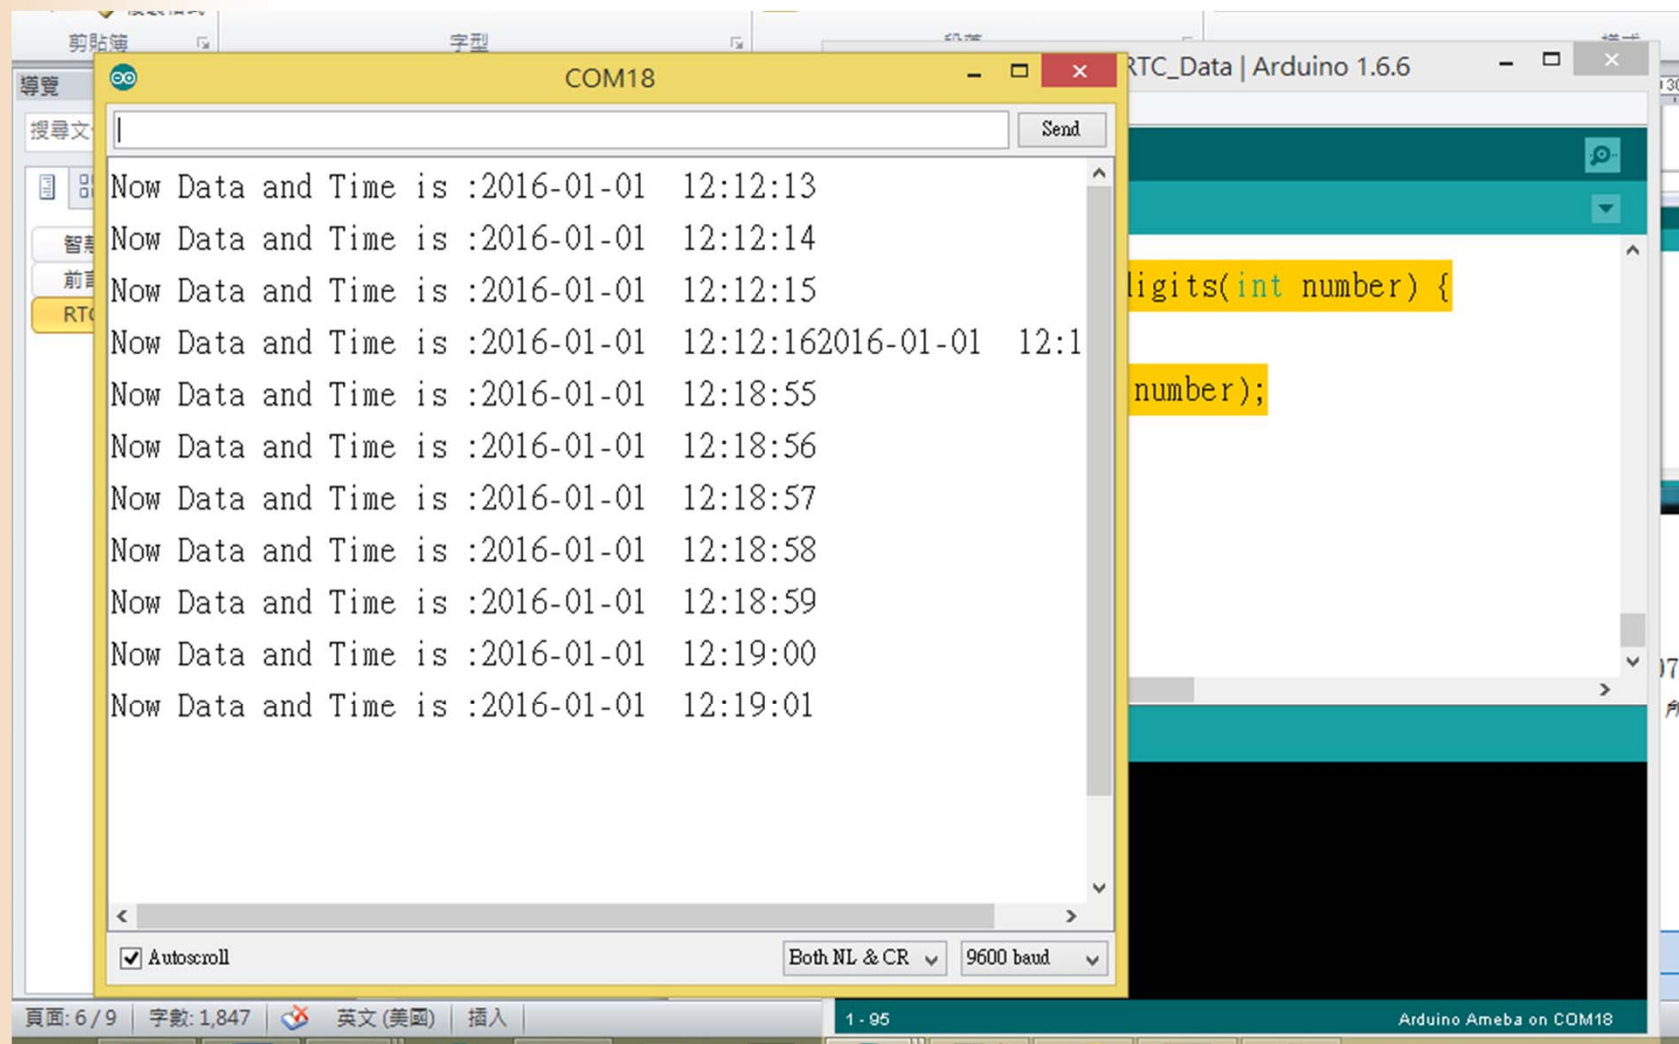 剪貼簿
字型
導覽
搜尋文
RTC
COM18
Send
Now Data and Time is :2016-01-01  12:12:13
Now Data and Time is :2016-01-01  12:12:14
Now Data and Time is :2016-01-01  12:12:15
Now Data and Time is :2016-01-01  12:12:162016-01-01  12:1
Now Data and Time is :2016-01-01  12:18:55
Now Data and Time is :2016-01-01  12:18:56
Now Data and Time is :2016-01-01  12:18:57
Now Data and Time is :2016-01-01  12:18:58
Now Data and Time is :2016-01-01  12:18:59
Now Data and Time is :2016-01-01  12:19:00
Now Data and Time is :2016-01-01  12:19:01
Autoscroll
Both NL & CR
9600 baud
RTC_Data | Arduino 1.6.6
digits(int number) {
number);
1 - 95
Arduino Ameba on COM18
頁面: 6 / 9
字數: 1,847
英文 (美國)
插入